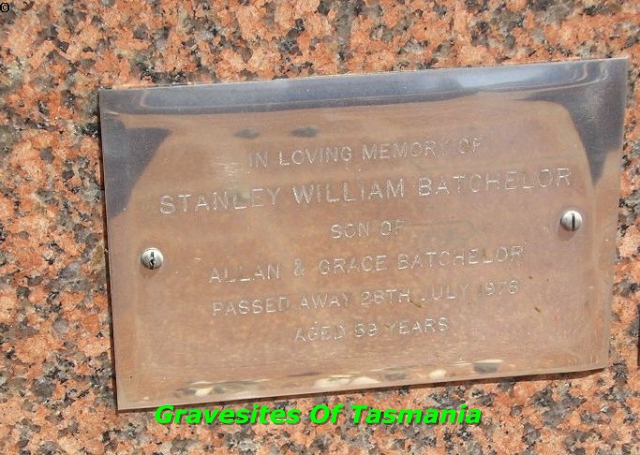 ©
IN LOVING MEMORY OF
STANLEY WILLIAM BATCHELOR
SON OF
ALLAN & GRACE BATCHELOR
PASSED AWAY JULY
AGED YEARS
Gravesites Of Tasmania